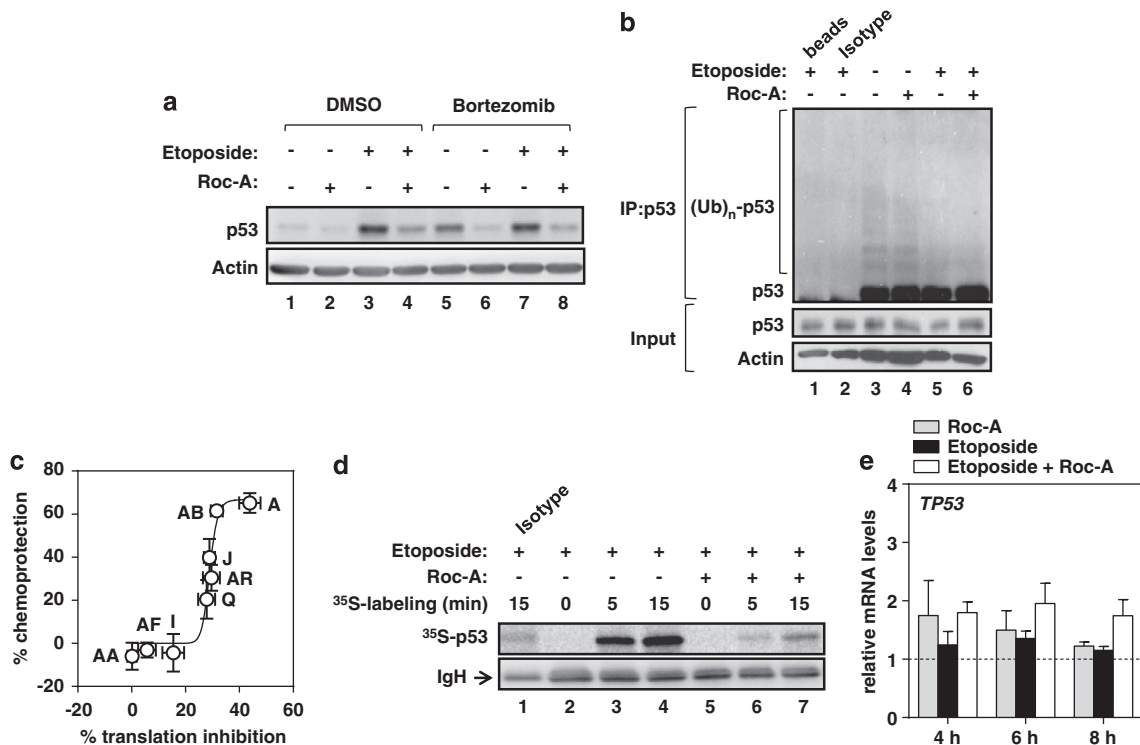 a
DMSO Bortezomib
Etoposide: - - + + - - + +
Roc-A: - + - + - + - +
p53
Actin
1 2 3 4 5 6 7 8
b
beads Isotype
Etoposide: + + - - + +
Roc-A: - - - + - +
IP:p53 (Ub)n-p53
p53
Input p53
Actin
1 2 3 4 5 6
c
% chemoprotection
80
60
40
20
0
-20
AB A
J
AR
Q
AF I
AA
-20 0 20 40 60
% translation inhibition
d
Isotype
Etoposide: + + + + + + +
Roc-A: - - - - + + +
35S-labeling (min) 15 0 5 15 0 5 15
35S-p53
IgH →
1 2 3 4 5 6 7
Roc-A
Etoposide
Etoposide + Roc-A
e
relative mRNA levels
4
3
2
1
0
TP53
4 h 6 h 8 h